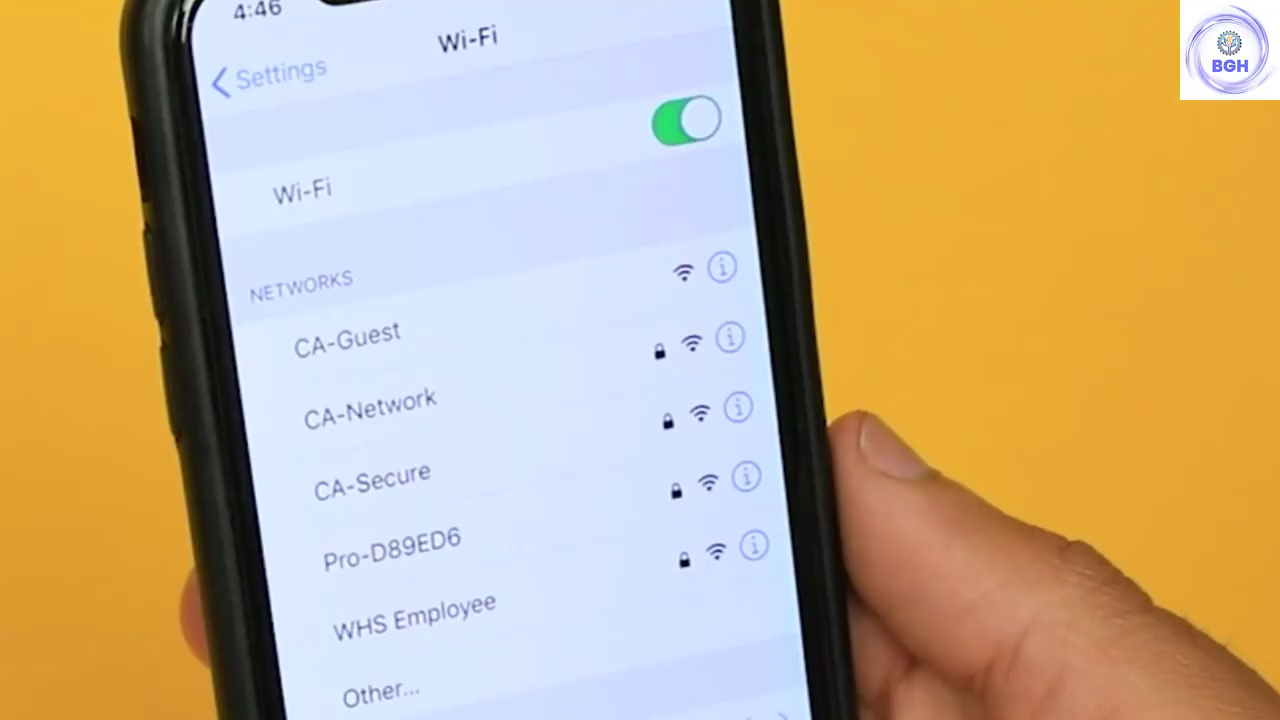 4:46
Settings
Wi-Fi
Wi-Fi
NETWORKS
CA-Guest
CA-Network
CA-Secure
Pro-D89ED6
WHS Employee
Other...
BGH